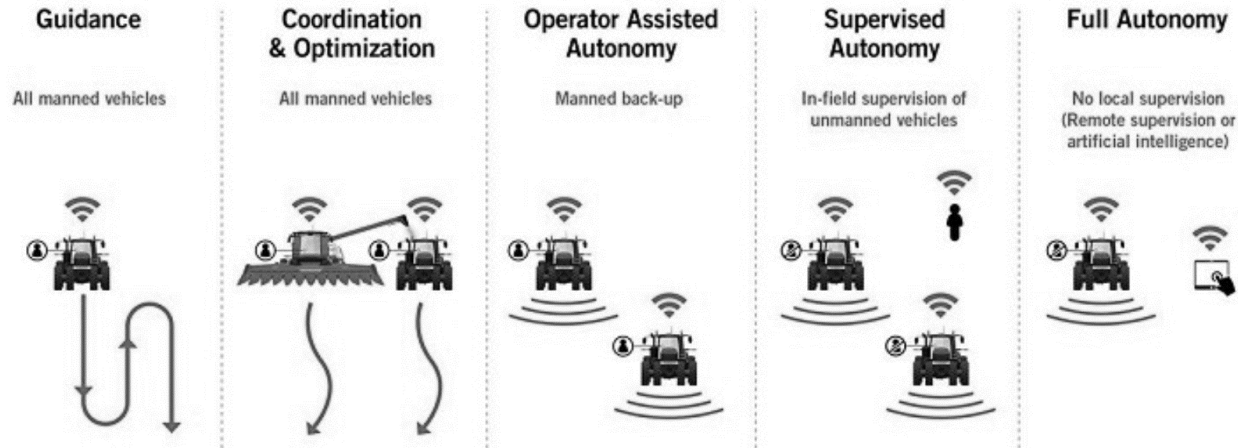 Guidance
All manned vehicles
Coordination
& Optimization
All manned vehicles
Operator Assisted
Autonomy
Manned back-up
Supervised
Autonomy
In-field supervision of
unmanned vehicles
Full Autonomy
No local supervision
(Remote supervision or
artificial intelligence)